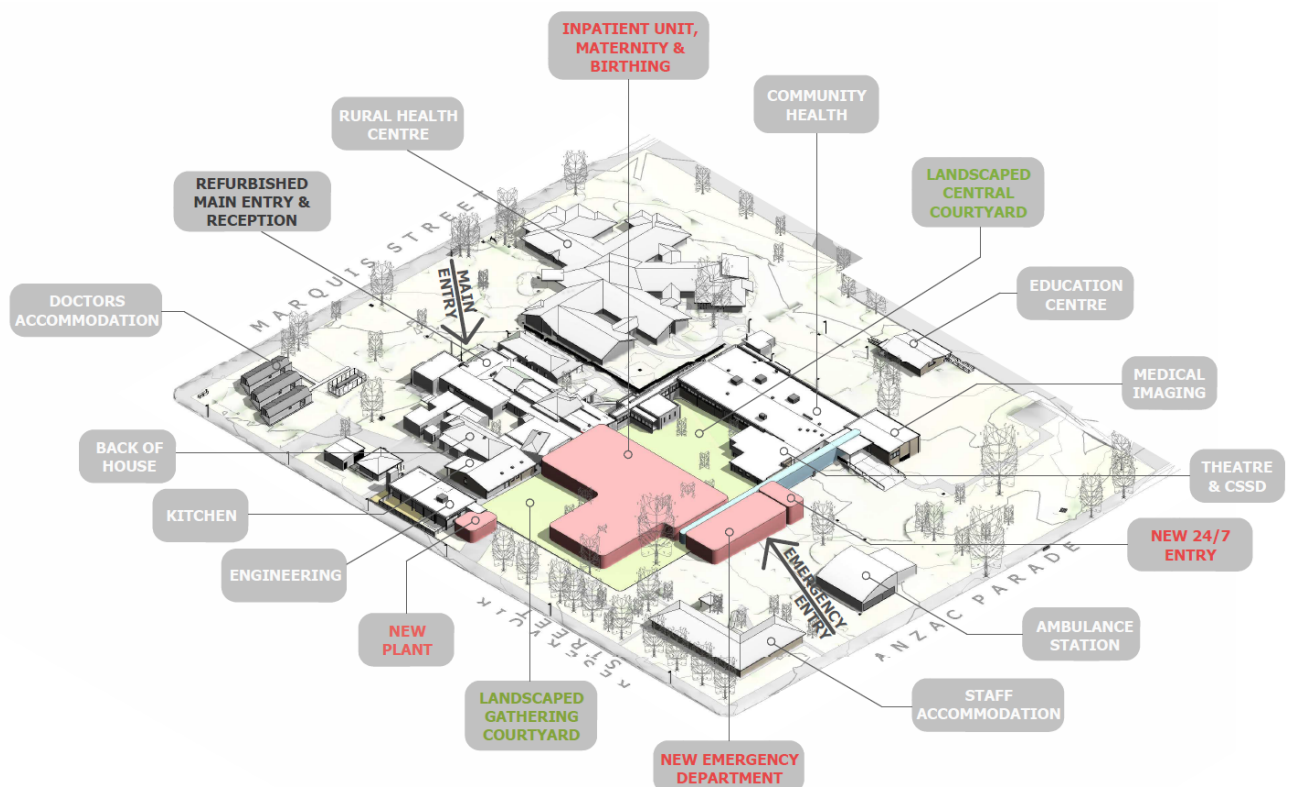 INPATIENT UNIT,
MATERNITY &
BIRTHING
COMMUNITY
HEALTH
RURAL HEALTH
CENTRE
LANDSCAPED
CENTRAL
COURTYARD
REFURBISHED
MAIN ENTRY &
RECEPTION
MARQUIS STREET
MAIN
ENTRY
EDUCATION
CENTRE
DOCTORS
ACCOMMODATION
MEDICAL
IMAGING
BACK OF
HOUSE
THEATRE
& CSSD
KITCHEN
NEW 24/7
ENTRY
ENGINEERING
EMERGENCY
ENTRY
ANZAC PARADE
NEW
PLANT
STREET
AMBULANCE
STATION
LANDSCAPED
GATHERING
COURTYARD
STAFF
ACCOMMODATION
NEW EMERGENCY
DEPARTMENT